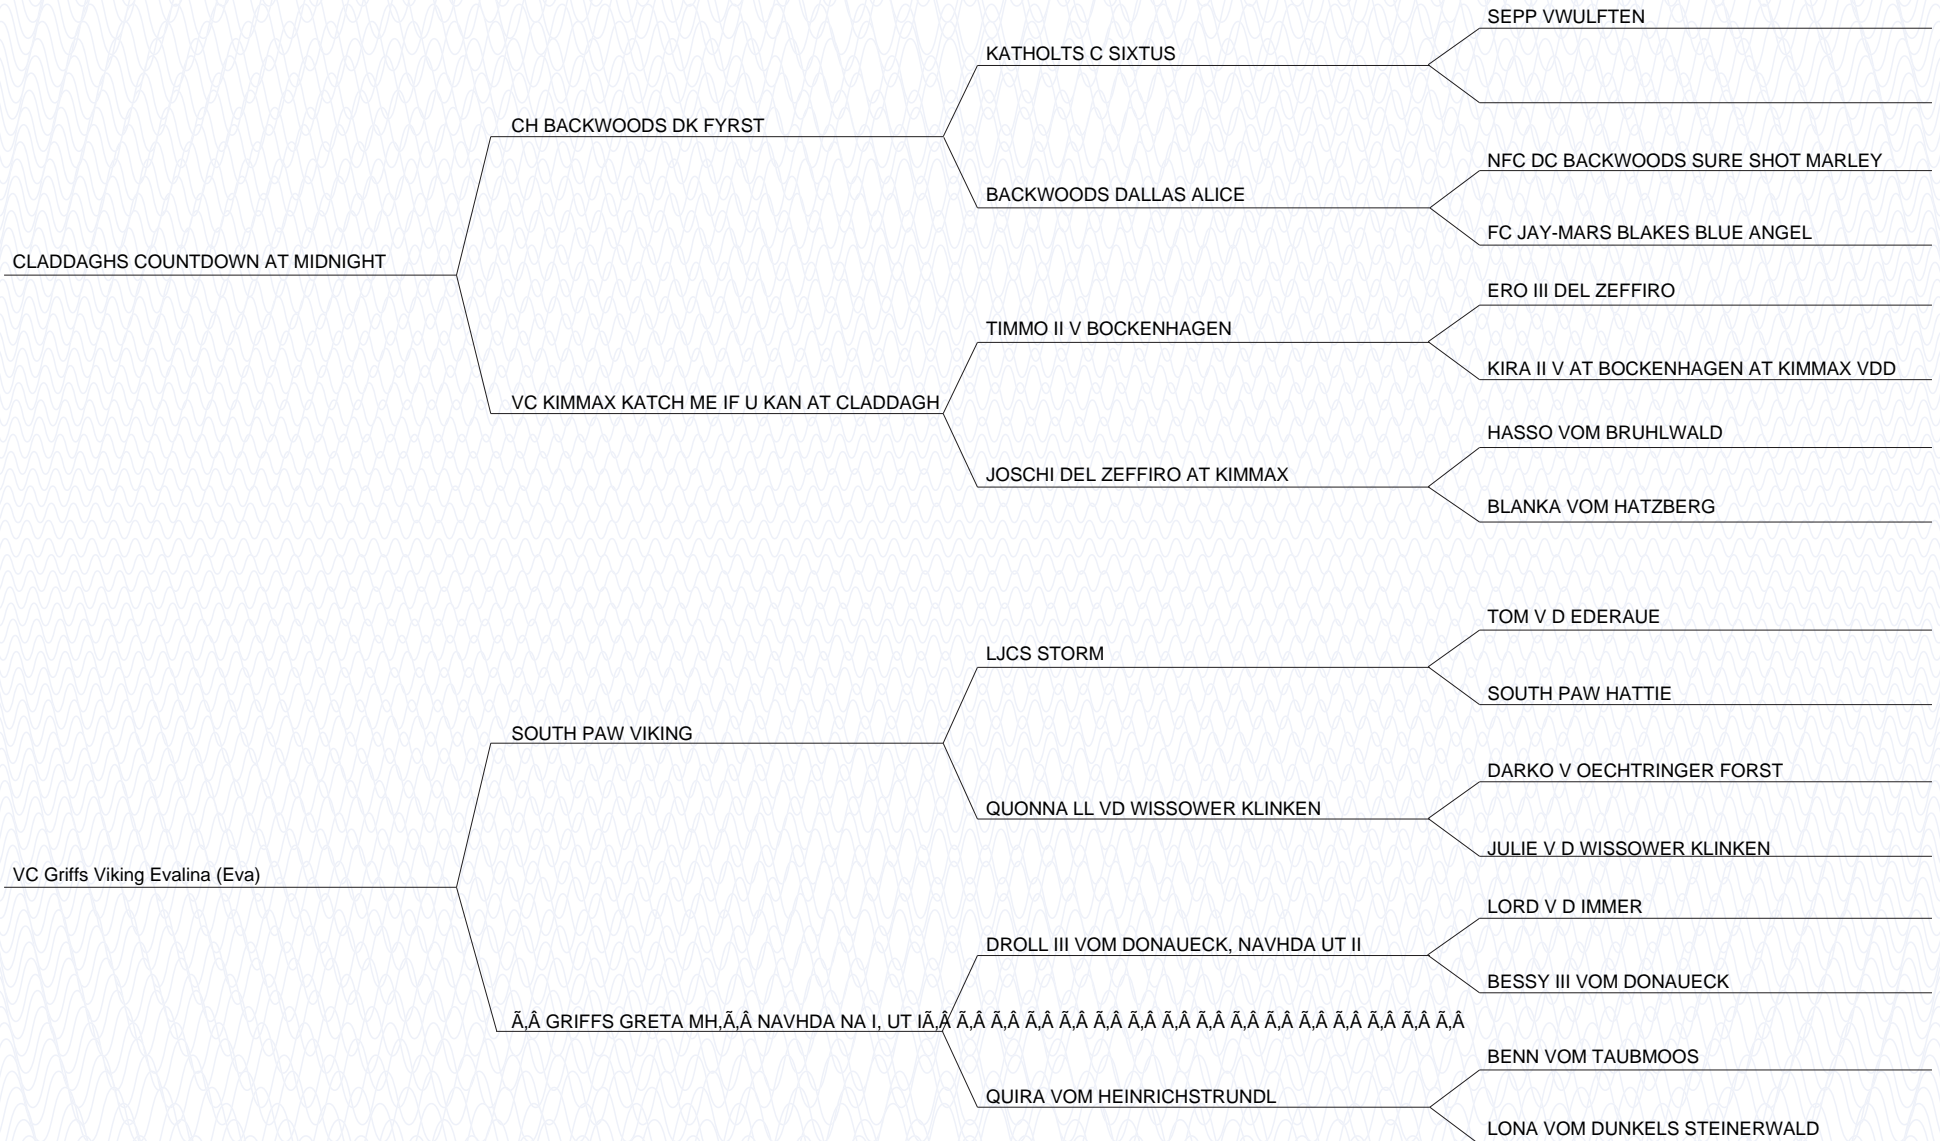 SEPP VWULFTEN
KATHOLTS C SIXTUS
CH BACKWOODS DK FYRST
NFC DC BACKWOODS SURE SHOT MARLEY
BACKWOODS DALLAS ALICE
FC JAY-MARS BLAKES BLUE ANGEL
CLADDAGHS COUNTDOWN AT MIDNIGHT
ERO III DEL ZEFFIRO
TIMMO II V BOCKENHAGEN
KIRA II V AT BOCKENHAGEN AT KIMMAX VDD
VC KIMMAX KATCH ME IF U KAN AT CLADDAGH
HASSO VOM BRUHLWALD
JOSCHI DEL ZEFFIRO AT KIMMAX
BLANKA VOM HATZBERG
TOM V D EDERAUE
LJCS STORM
SOUTH PAW HATTIE
SOUTH PAW VIKING
DARKO V OECHTRINGER FORST
QUONNA LL VD WISSOWER KLINKEN
JULIE V D WISSOWER KLINKEN
VC Griffs Viking Evalina (Eva)
LORD V D IMMER
DROLL III VOM DONAUECK, NAVHDA UT II
BESSY III VOM DONAUECK
Ã‚Â GRIFFS GRETA MH,Ã‚Â NAVHDA NA I, UT IÃ‚Â Ã‚Â Ã‚Â Ã‚Â Ã‚Â Ã‚Â Ã‚Â Ã‚Â Ã‚Â Ã‚Â Ã‚Â Ã‚Â Ã‚Â Ã‚Â Ã‚Â Ã‚Â
BENN VOM TAUBMOOS
QUIRA VOM HEINRICHSTRUNDL
LONA VOM DUNKELS STEINERWALD